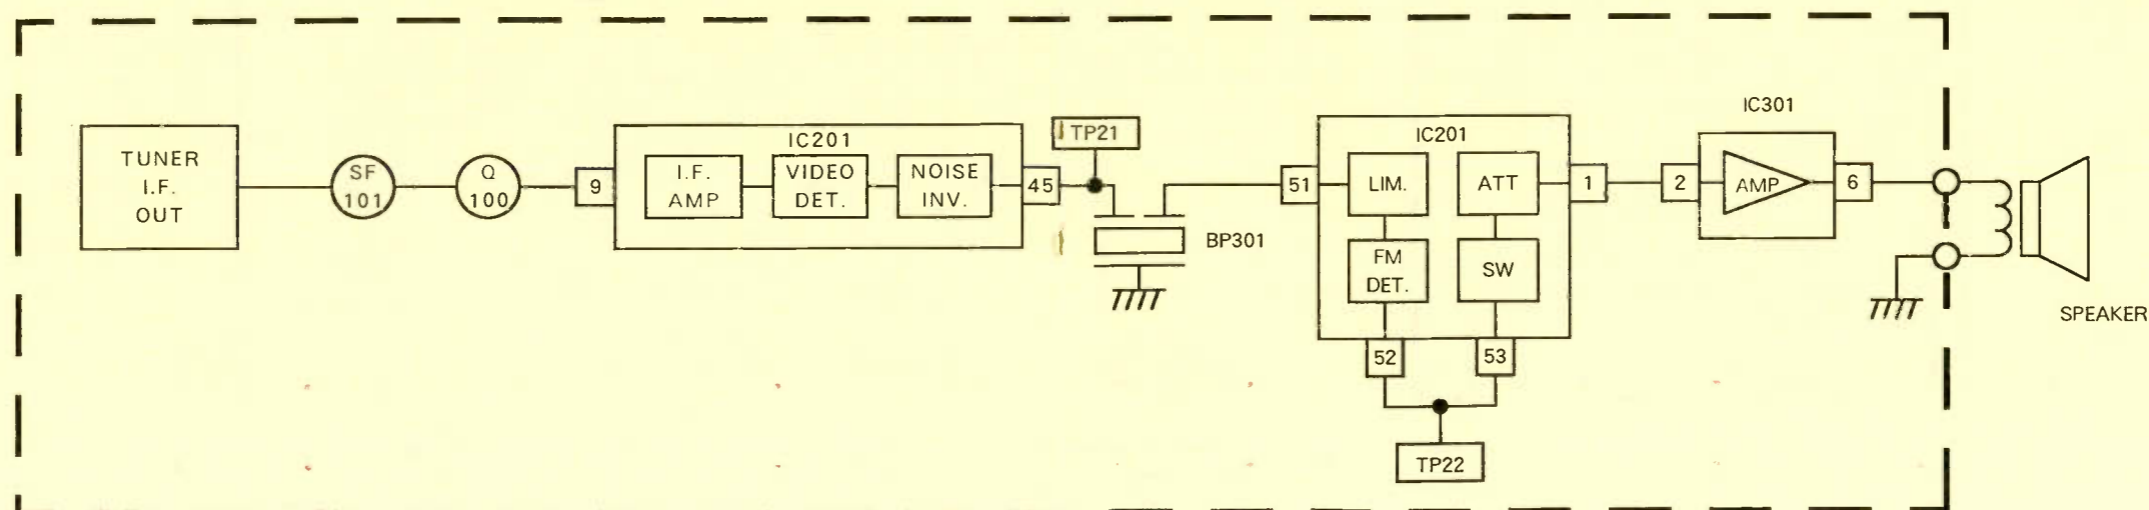 TUNER
I.F.
OUT
SF
101
Q
100
9
IC201
I.F.
AMP
VIDEO
DET.
NOISE
INV.
45
TP21
BP301
51
IC201
LIM.
ATT
FM
DET.
SW
1
52
53
TP22
2
IC301
AMP
6
SPEAKER